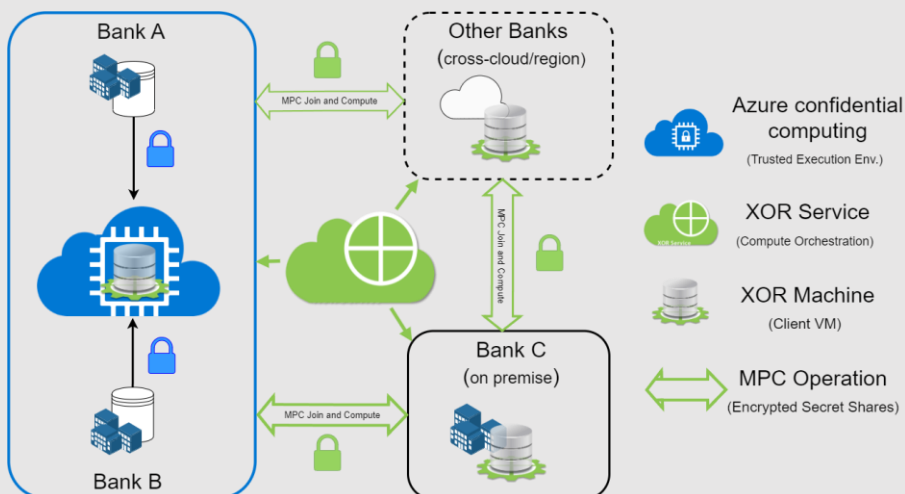 Bank A
Other Banks
(cross-cloud/region)
MPC Join and Compute
MPC Join and Compute
Bank C
(on premise)
MPC Join and Compute
Bank B
Azure confidential
computing
(Trusted Execution Env.)
XOR Service
XOR Service
(Compute Orchestration)
XOR Machine
(Client VM)
MPC Operation
(Encrypted Secret Shares)